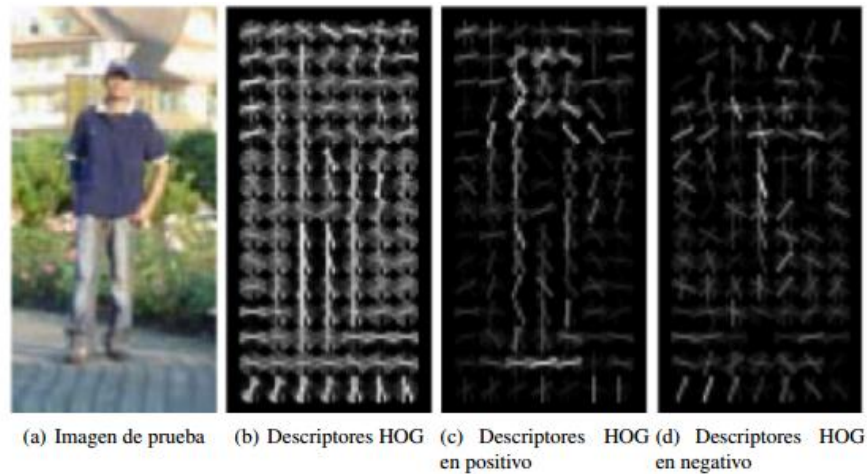 (a) Imagen de prueba
(b) Descriptores HOG
(c) Descriptores HOG
en positivo
(d) Descriptores HOG
en negativo